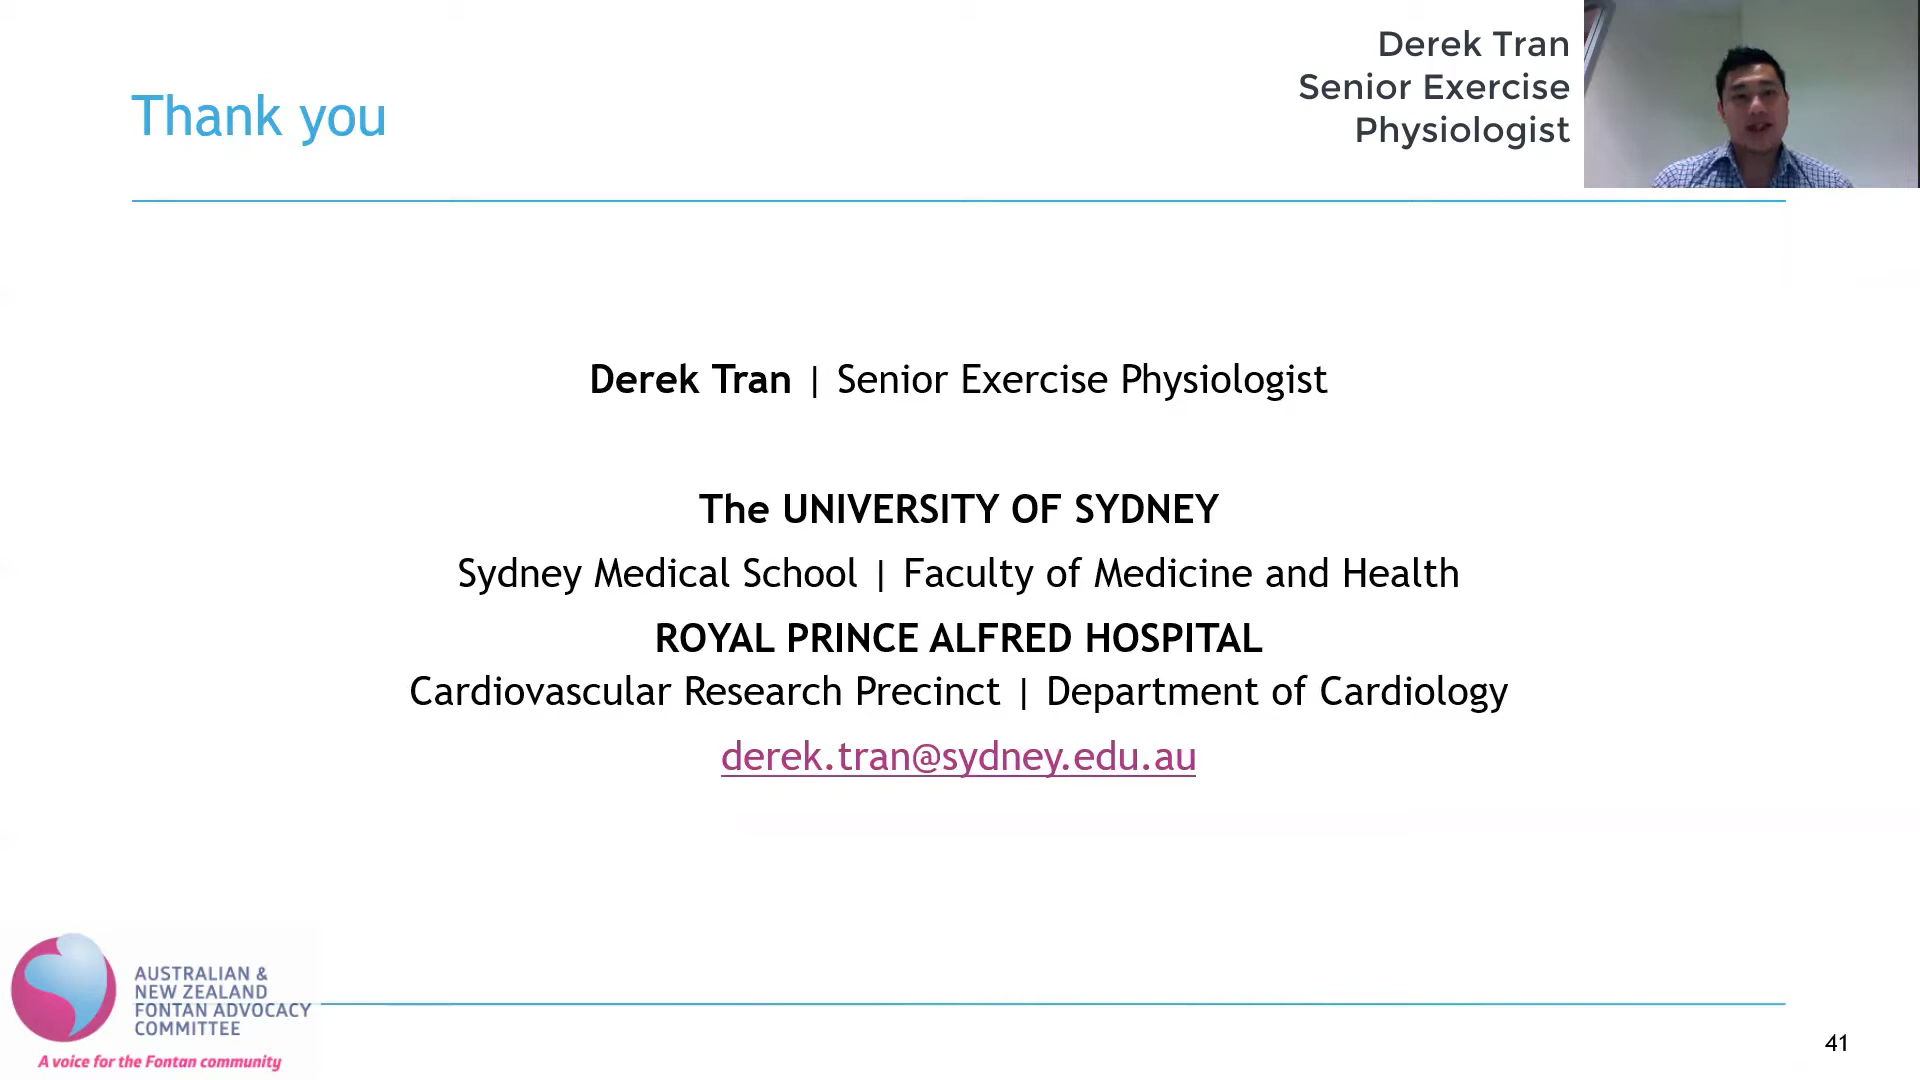 Derek Tran
Senior Exercise
Physiologist
Thank you
Derek Tran | Senior Exercise Physiologist
The UNIVERSITY OF SYDNEY
Sydney Medical School | Faculty of Medicine and Health
ROYAL PRINCE ALFRED HOSPITAL
Cardiovascular Research Precinct | Department of Cardiology
derek.tran@sydney.edu.au
AUSTRALIAN &
NEW ZEALAND
FONTAN ADVOCACY
COMMITTEE
A voice for the Fontan community
41